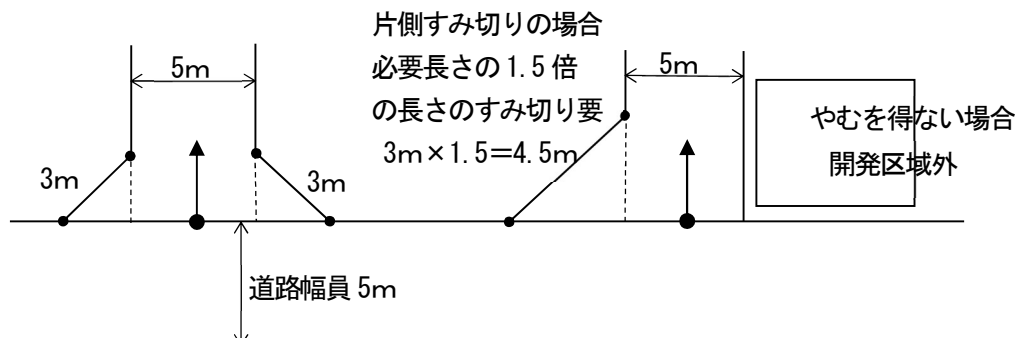 片側すみ切りの場合
必要長さの1.5倍
の長さのすみ切り要
3m×1.5=4.5m
5m
5m
やむを得ない場合
開発区域外
3m
3m
道路幅員5m